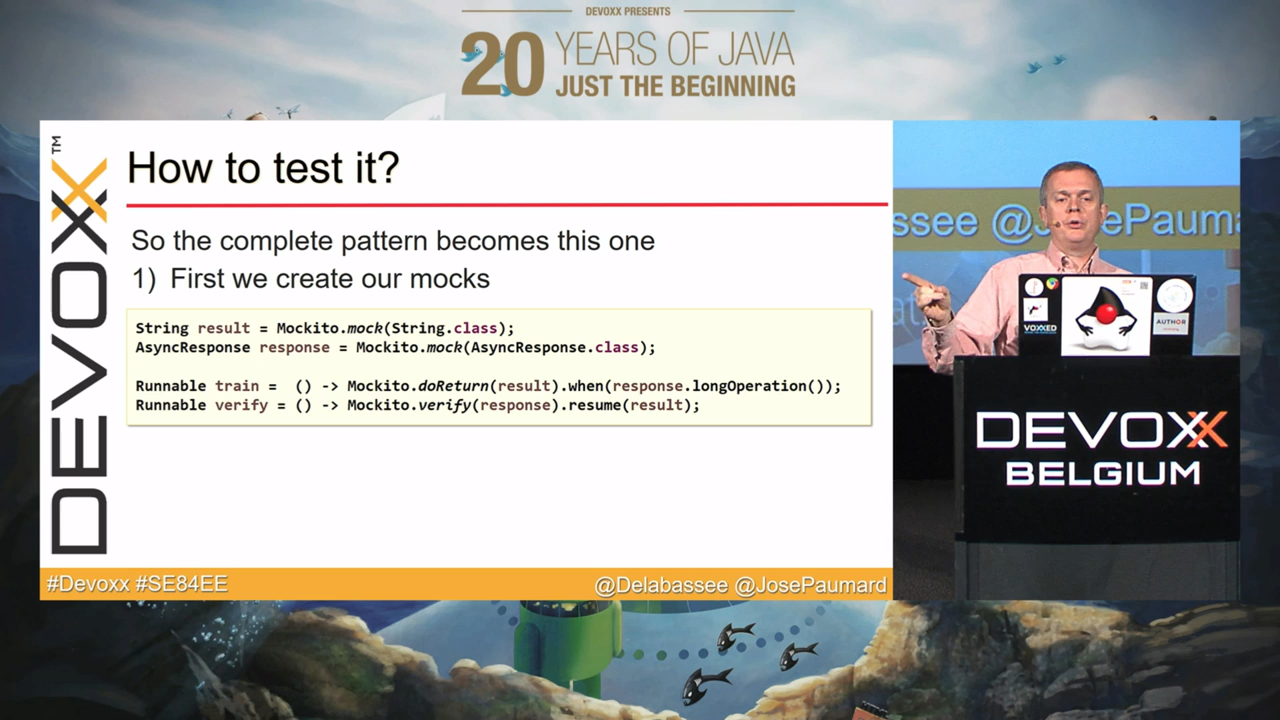 DEVOXX PRESENTS
20 YEARS OF JAVA
JUST THE BEGINNING
DEVOXX™
How to test it?
So the complete pattern becomes this one
1) First we create our mocks
String result = Mockito.mock(String.class);
AsyncResponse response = Mockito.mock(AsyncResponse.class);
Runnable train = () -> Mockito.doReturn(result).when(response.longOperation());
Runnable verify = () -> Mockito.verify(response).resume(result);
#Devoxx #SE84EE
@Delabassee @JosePaumard
assee @JosePauma
VOXXED
AUTHOR
DEVOXX
BELGIUM